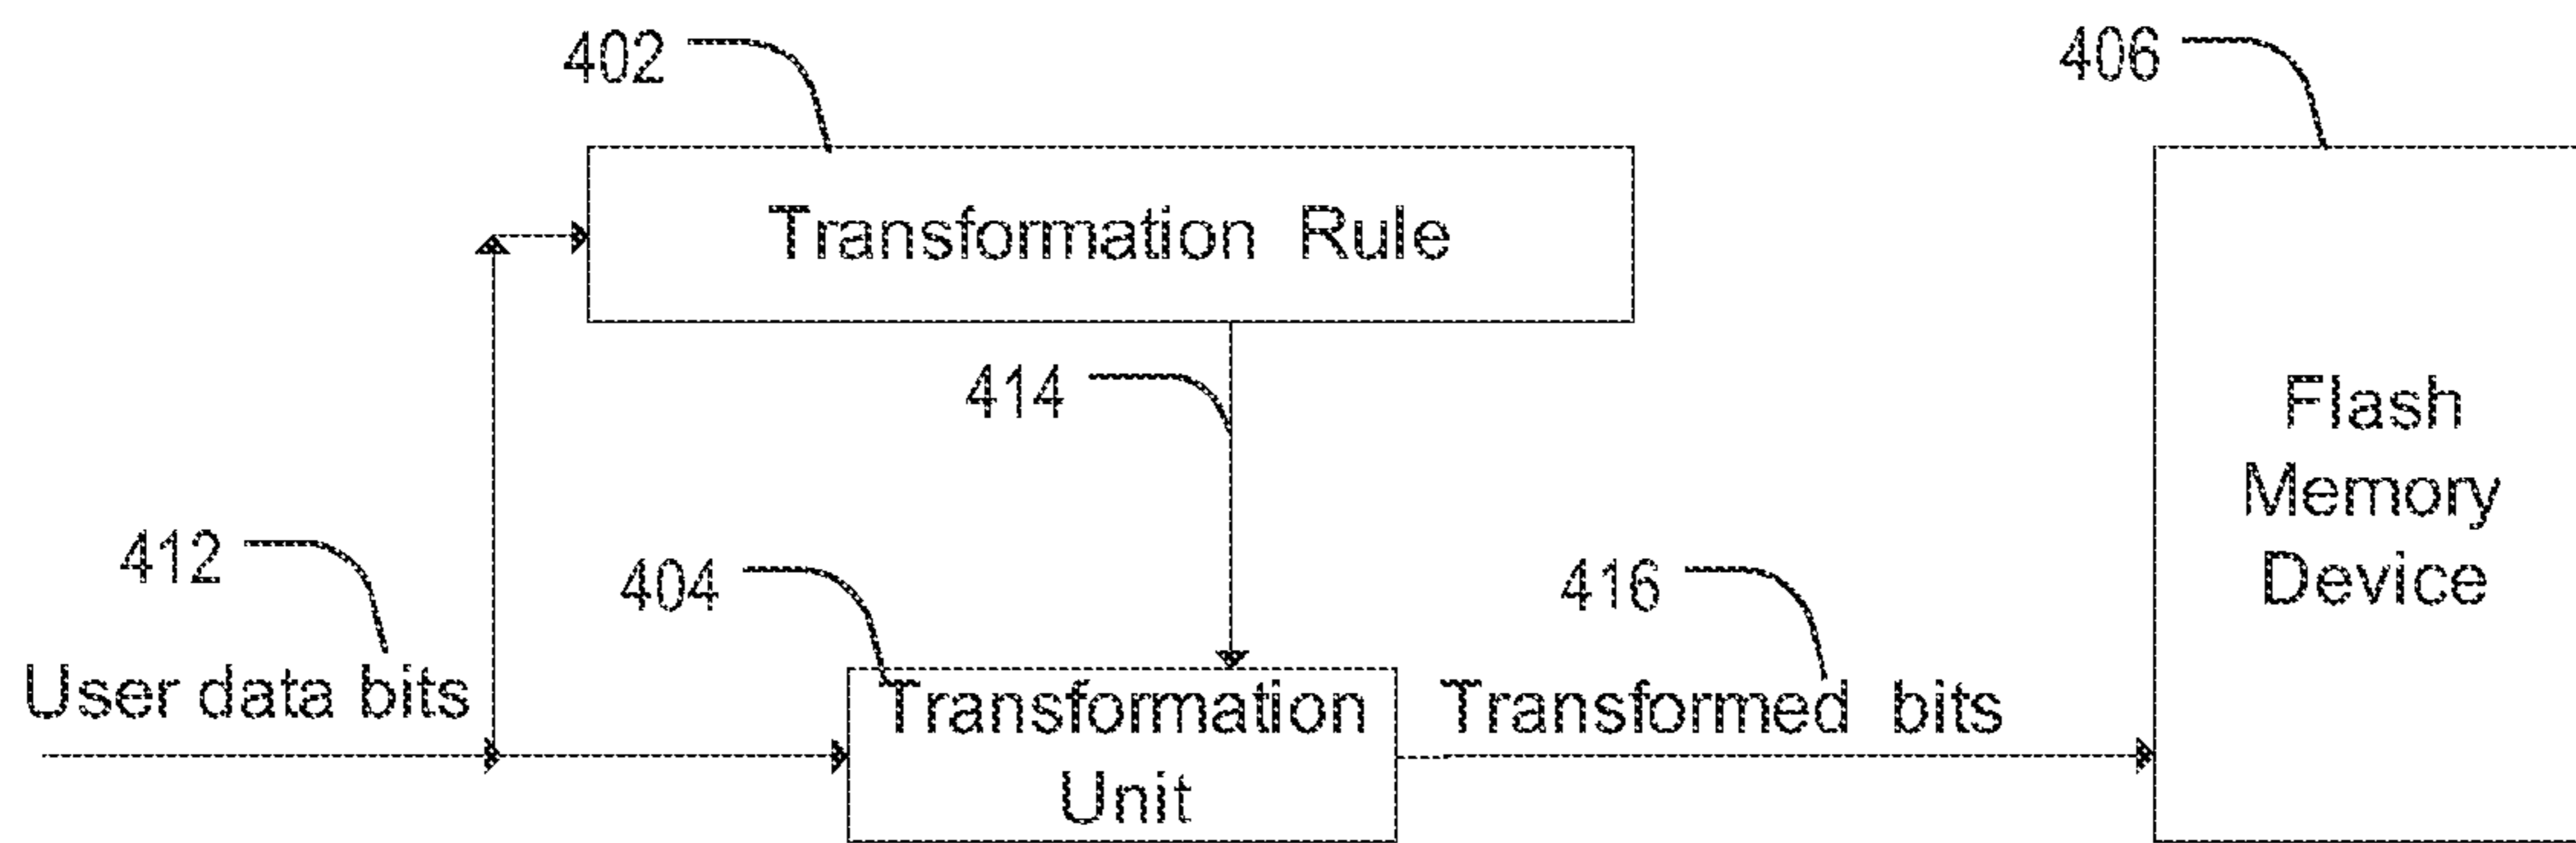 402
406
Transformation Rule
414
Flash
Memory
Device
412
404
416
User data bits
Transformation
Unit
Transformed bits